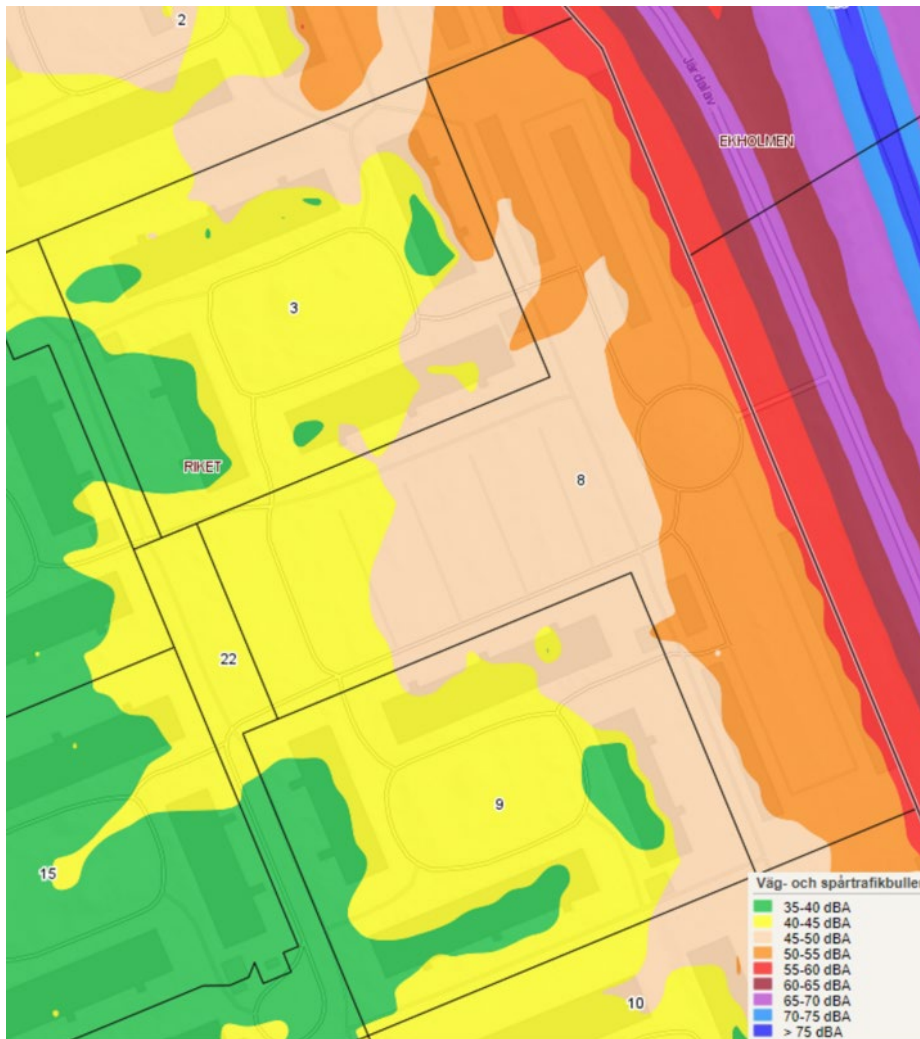 2
Järdalav
EKHOLMEN
3
RIKET
8
22
9
15
10
Väg- och spårtrafikbuller
35-40 dBA
40-45 dBA
45-50 dBA
50-55 dBA
55-60 dBA
60-65 dBA
65-70 dBA
70-75 dBA
> 75 dBA